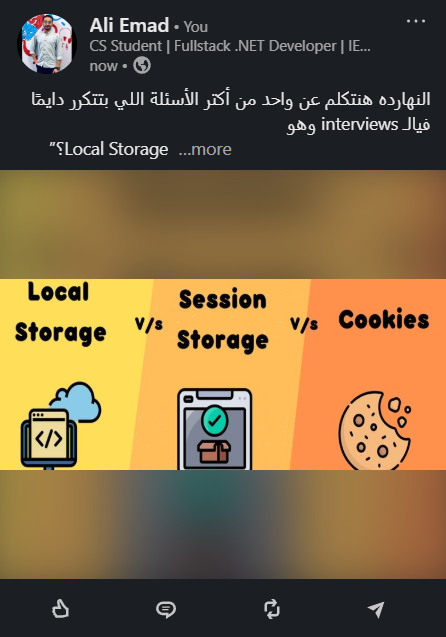 Ali Emad • You
CS Student | Fullstack .NET Developer | IE...
now •
النهارده هنتكلم عن واحد من أكتر الأسئلة اللي بتتكرر دايمًا
فيالـ interviews وهو
"؟Local Storage ...more
Local
Storage
V/s
Session
Storage
V/s
Cookies